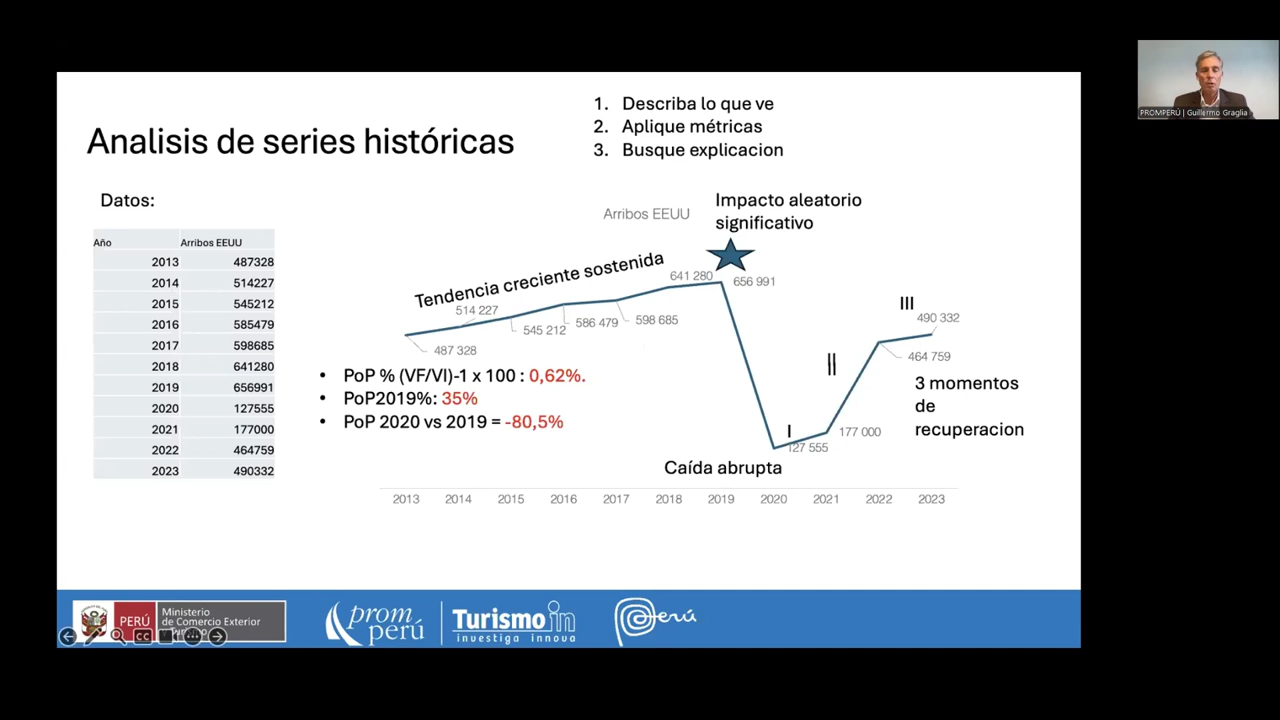 1. Describa lo que ve
2. Aplique métricas
3. Busque explicacion
Analisis de series históricas
Datos:
Año Arribos EEUU
2013 487328
2014 514227
2015 545212
2016 585479
2017 598685
2018 641280
2019 656991
2020 127555
2021 177000
2022 464759
2023 490332
Arribos EEUU
Impacto aleatorio
significativo
Tendencia creciente sostenida
487 328
514 227
545 212
586 479
598 685
641 280
656 991
127 555
177 000
464 759
490 332
I
II
III
• PoP % (VF/VI)-1 x 100 : 0,62%.
• PoP2019%: 35%
• PoP 2020 vs 2019 = -80,5%
3 momentos
de
recuperacion
Caída abrupta
2013 2014 2015 2016 2017 2018 2019 2020 2021 2022 2023
PERÚ
Ministerio
de Comercio Exterior
prom
perú
Turismo in
investiga innova
Perú
CC
PROMPERÚ | Guillermo Graglia